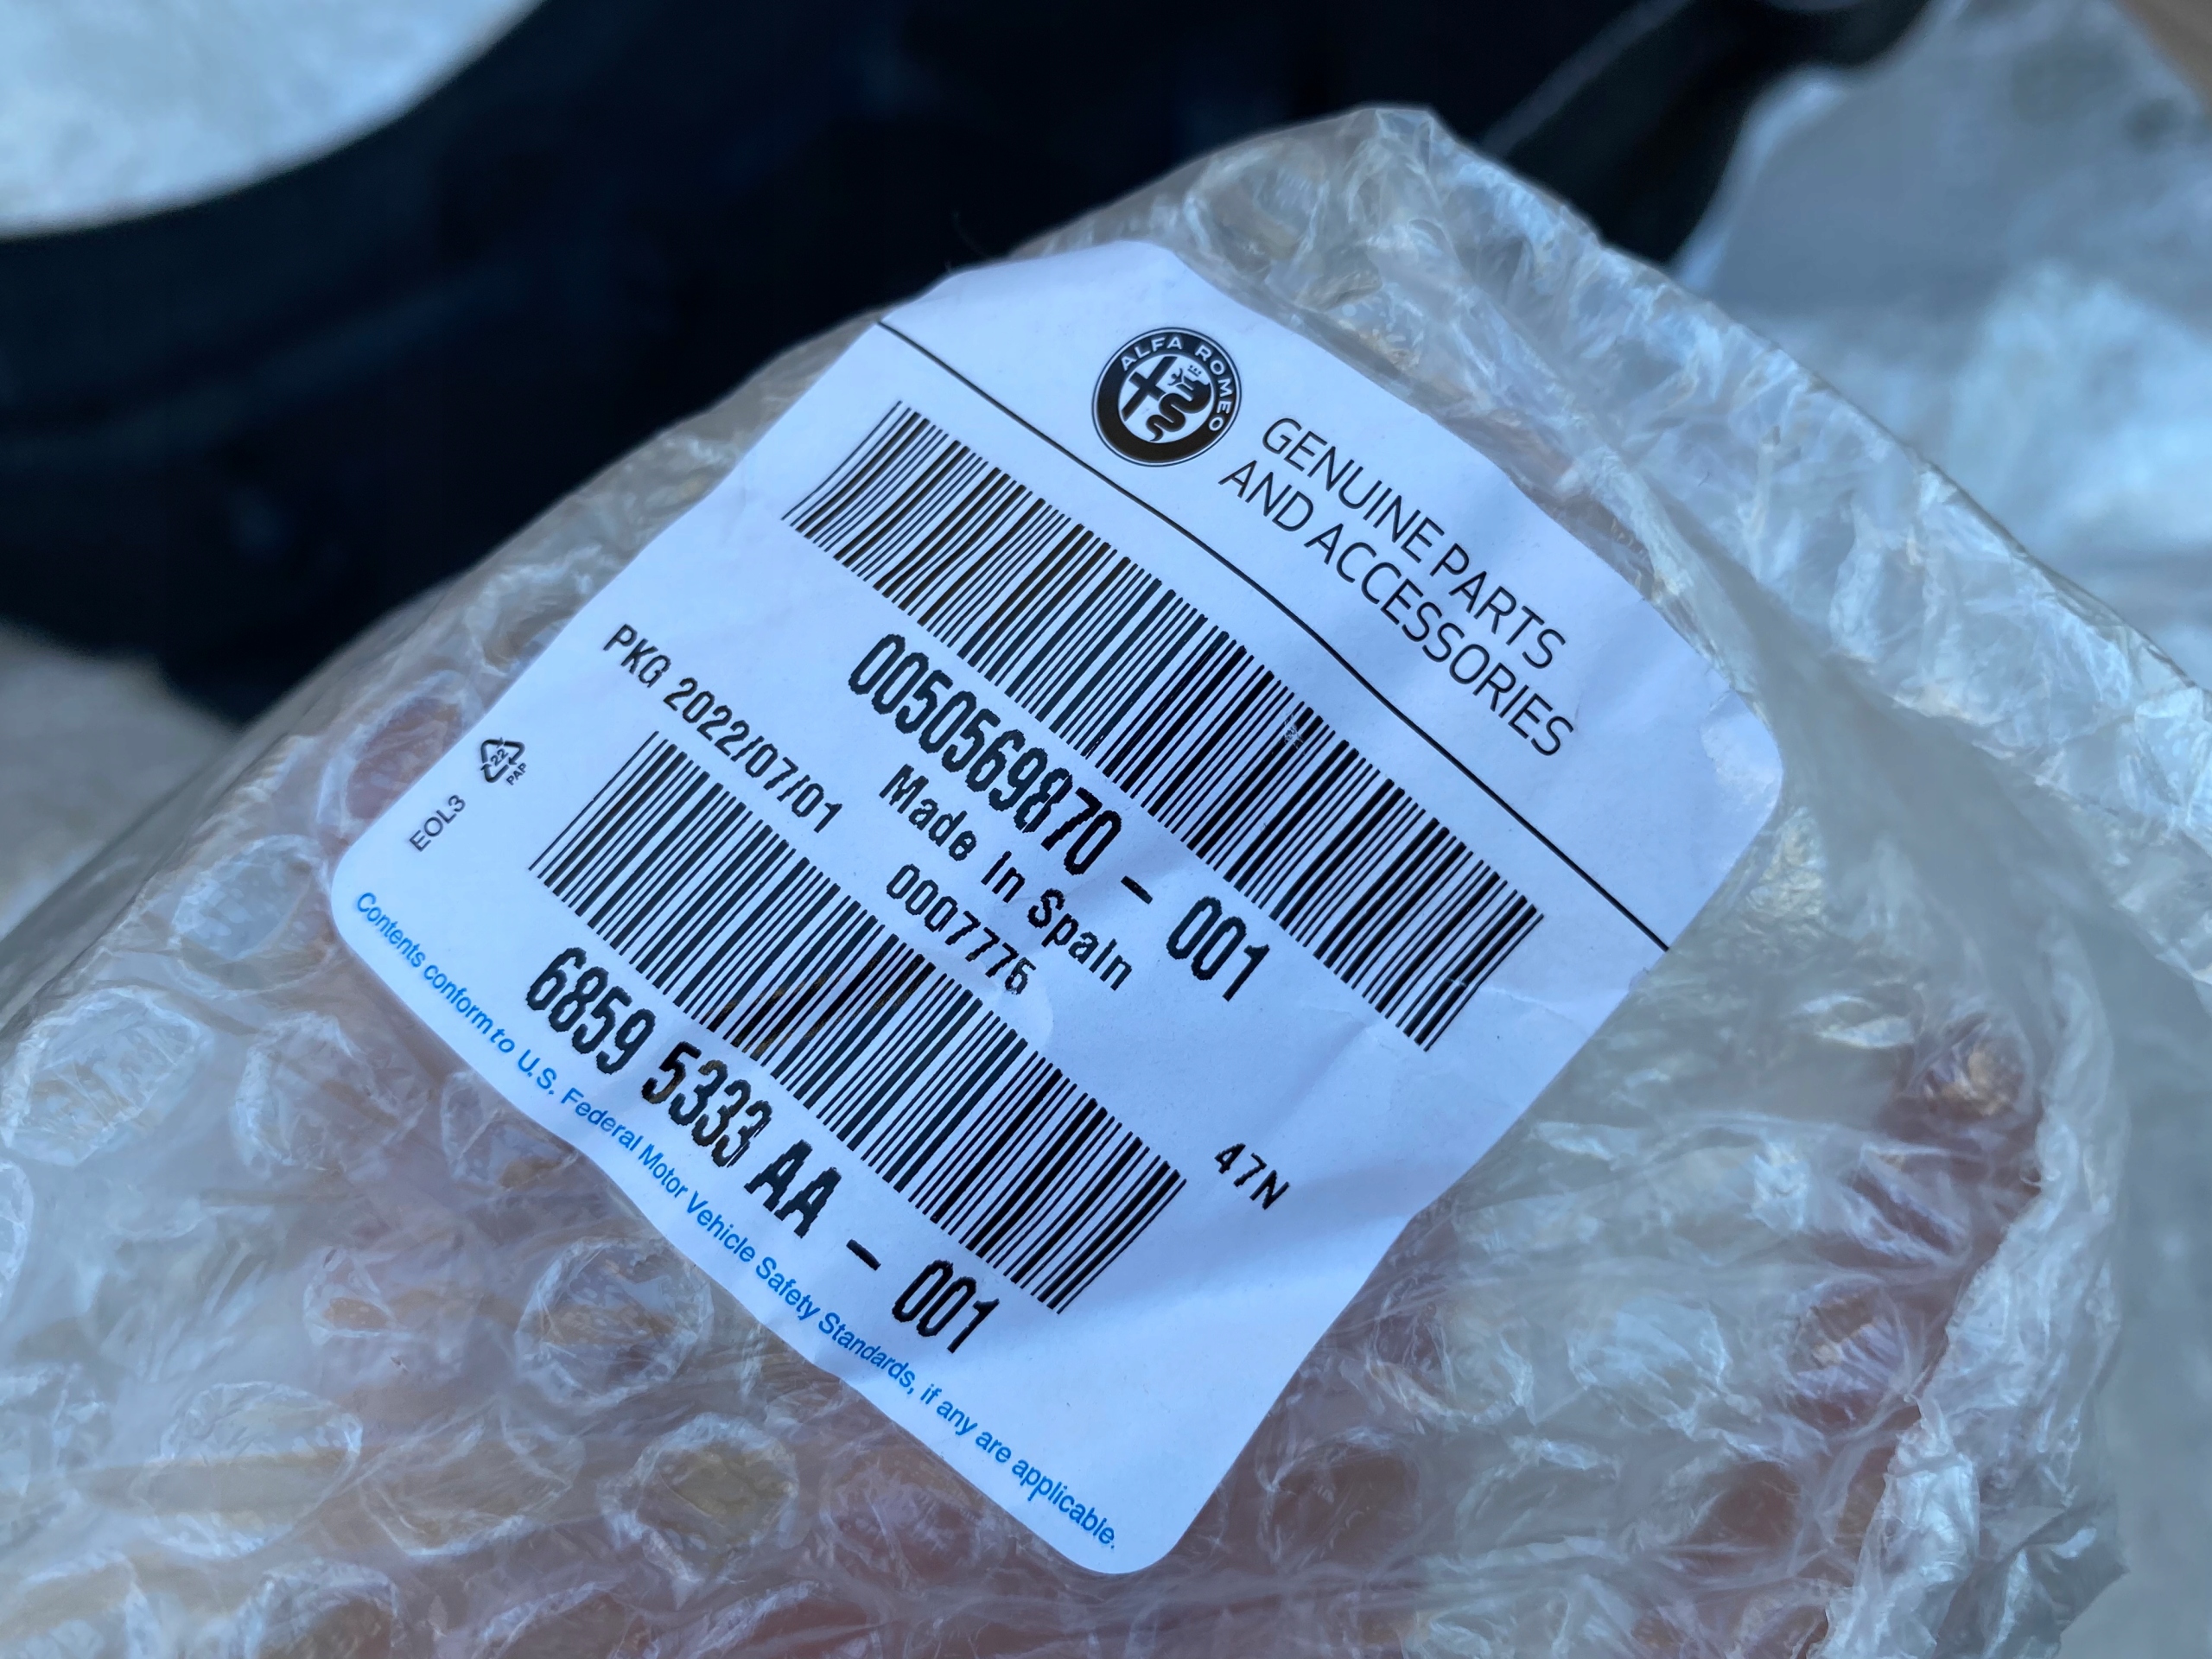 ALFA ROMEO
GENUINE PARTS
AND ACCESSORIES
0050569870 - 001
Made In Spain
PKG 2022/07/01
0007776
22
PAP
EOL3
6859 5333 AA - 001
47N
Contents conform to U.S. Federal Motor Vehicle Safety Standards, if any are applicable.